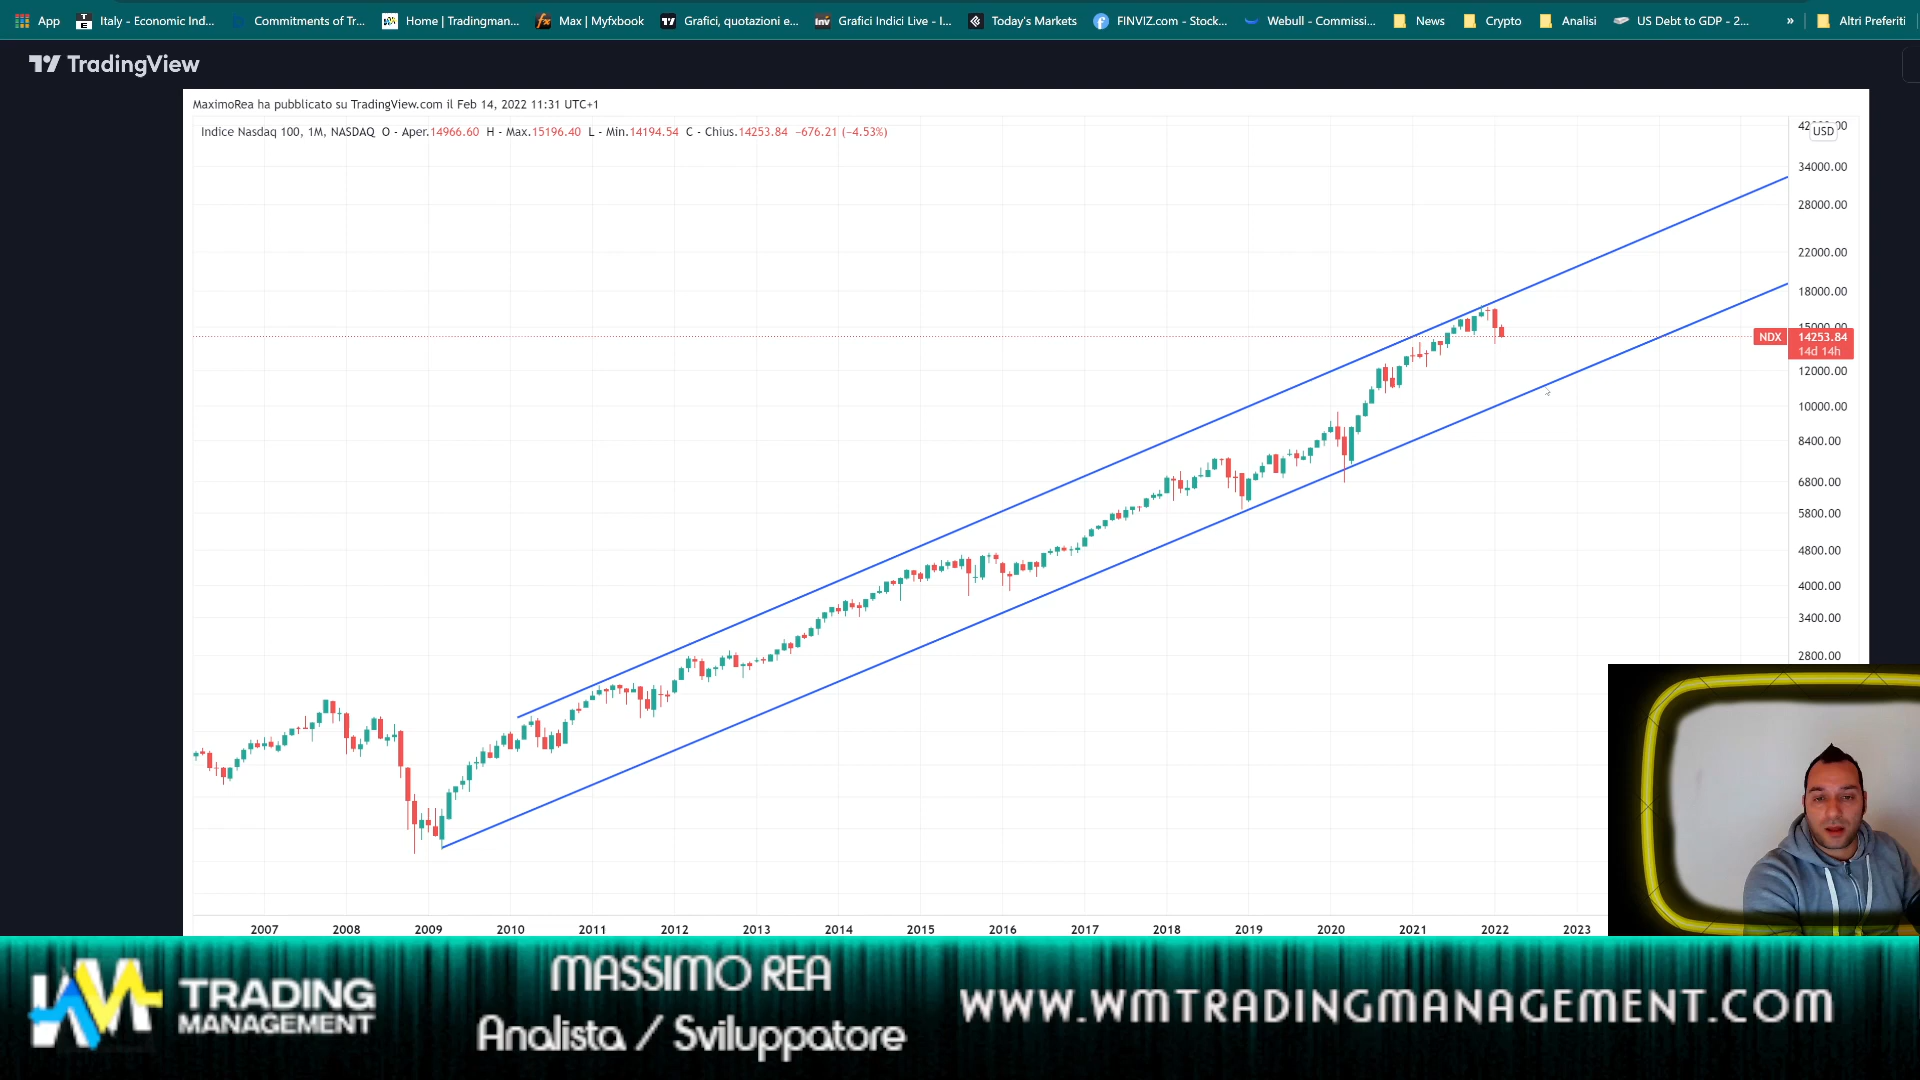 App
Italy - Economic Ind...
Commitments of Tr...
Home | Tradingman...
Max | Myfxbook
Grafici, quotazioni e...
Grafici Indici Live - I...
Today's Markets
FINVIZ.com - Stock...
Webull - Commissi...
News
Crypto
Analisi
US Debt to GDP - 2...
»
Altri Preferiti
TradingView
MaximoRea ha pubblicato su TradingView.com il Feb 14, 2022 11:31 UTC+1
Indice Nasdaq 100, 1M, NASDAQ O - Aper.14966.60 H - Max.15196.40 L - Min.14194.54 C - Chius.14253.84 −676.21 (−4.53%)
USD
34000.00
28000.00
22000.00
18000.00
15000.00
NDX 14253.84
14d 14h
12000.00
10000.00
8400.00
6800.00
5800.00
4800.00
4000.00
3400.00
2800.00
2007 2008 2009 2010 2011 2012 2013 2014 2015 2016 2017 2018 2019 2020 2021 2022 2023
TRADING
MANAGEMENT
MASSIMO REA
Analista / Sviluppatore
WWW.WMTRADINGMANAGEMENT.COM